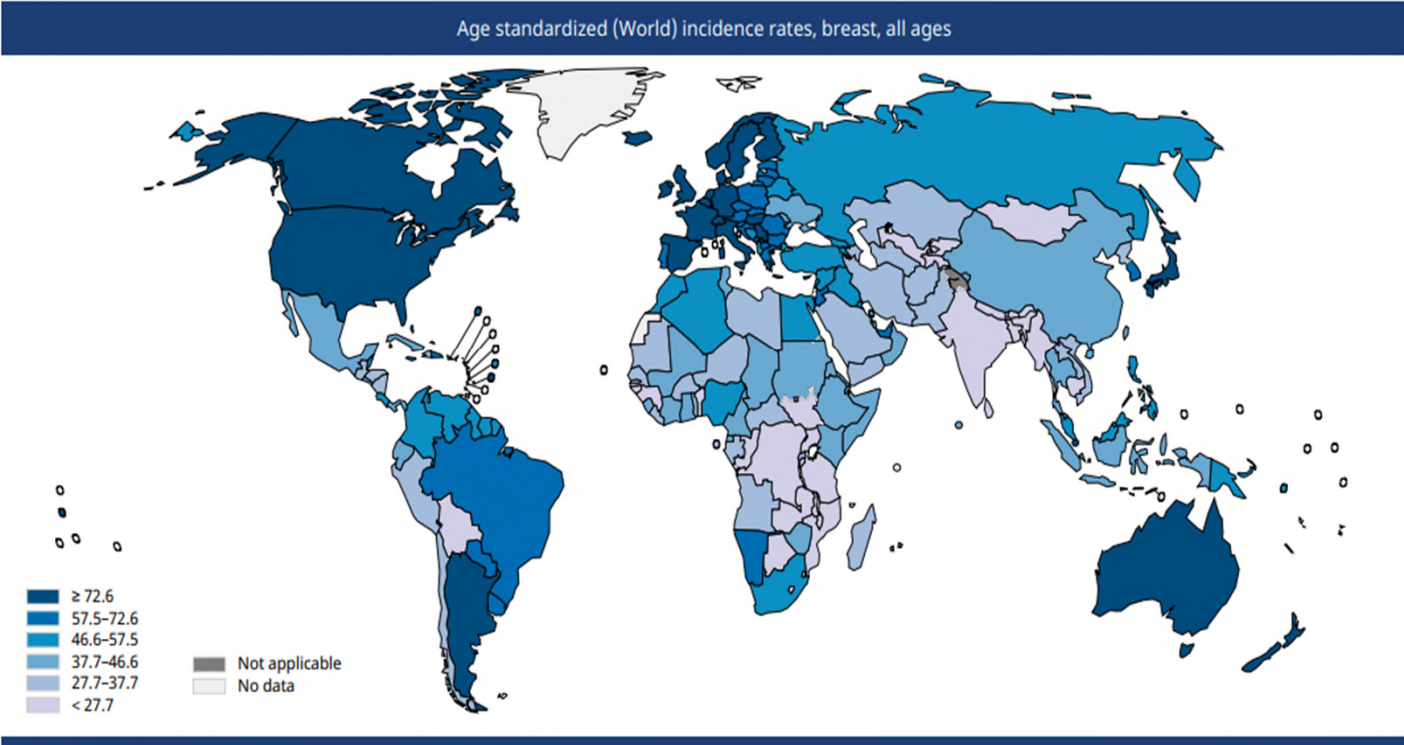 Age standardized (World) incidence rates, breast, all ages
≥ 72.6
57.5–72.6
46.6–57.5
37.7–46.6
27.7–37.7
< 27.7
Not applicable
No data